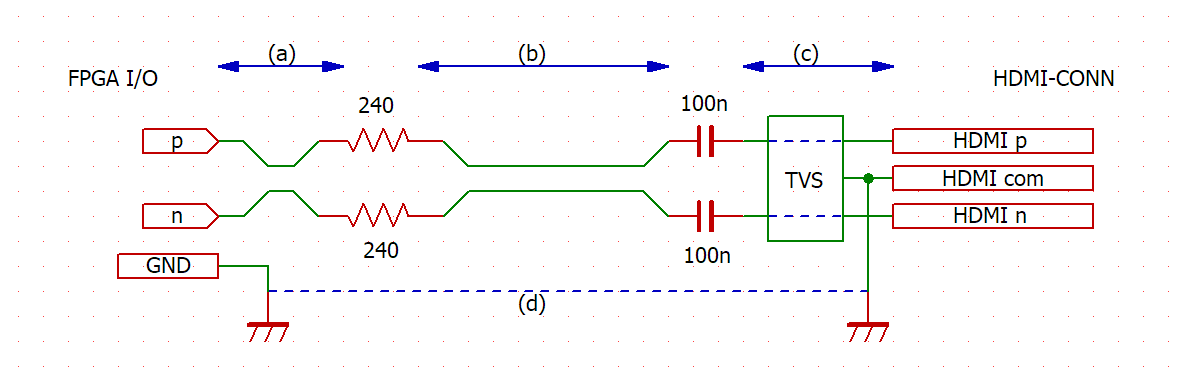 (a) (b) (c)
FPGA I/O HDMI-CONN
240 100n
p HDMI p
TVS HDMI com
n HDMI n
240 100n
GND
(d)